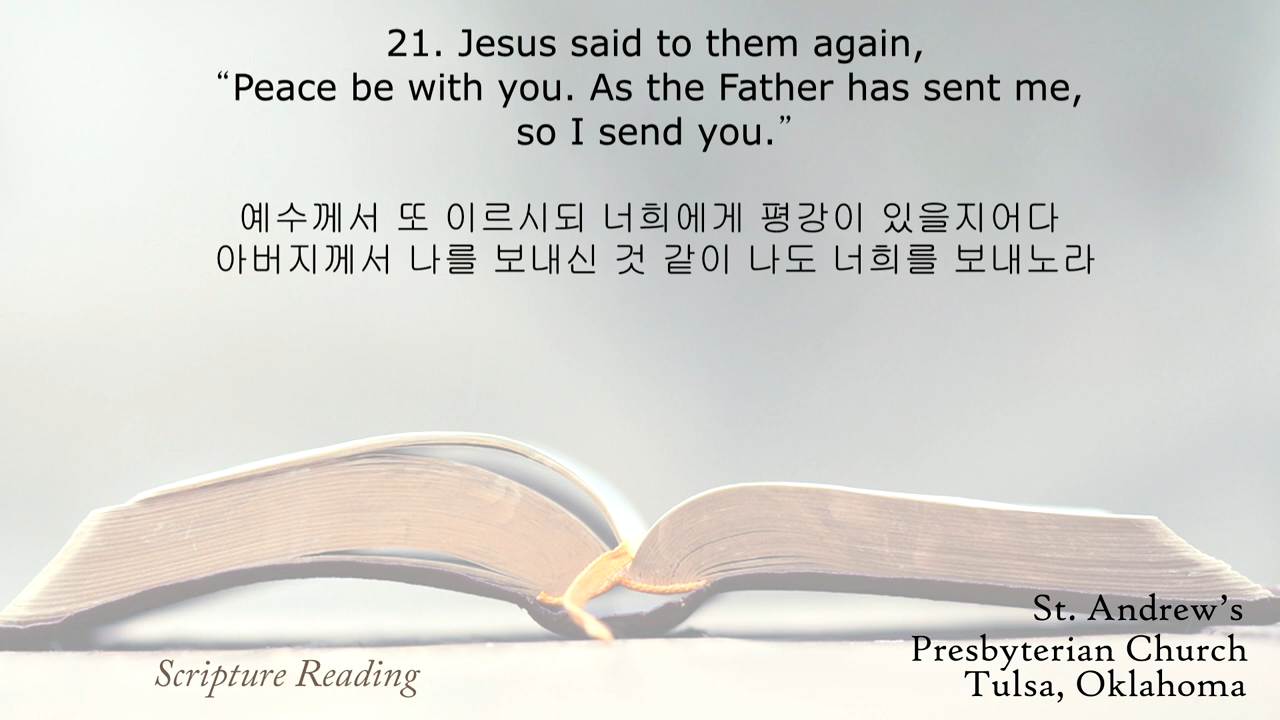 21. Jesus said to them again,
“Peace be with you. As the Father has sent me,
so I send you.”
예수께서 또 이르시되 너희에게 평강이 있을지어다
아버지께서 나를 보내신 것 같이 나도 너희를 보내노라
Scripture Reading
St. Andrew’s
Presbyterian Church
Tulsa, Oklahoma